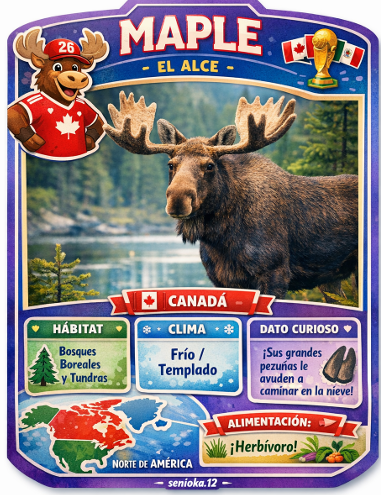 MAPLE
26
- EL ALCE -
CANADÁ
HÁBITAT
Bosques
Boreales
y Tundras
CLIMA
Frío /
Templado
DATO CURIOSO
¡Sus grandes
pezuñas le
ayuden a
caminar en la nieve!
NORTE DE AMÉRICA
ALIMENTACIÓN:
¡Herbívoro!
- senioka.12 -